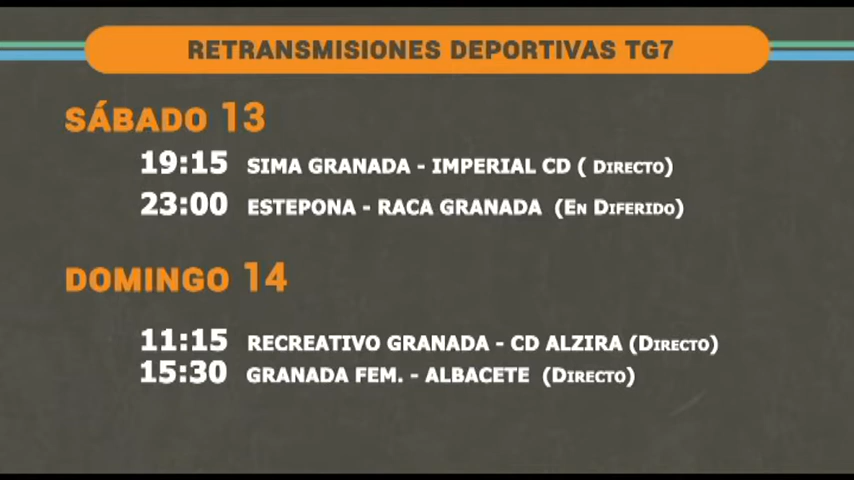 RETRANSMISIONES DEPORTIVAS TG7
SÁBADO 13
19:15 SIMA GRANADA - IMPERIAL CD ( DIRECTO)
23:00 ESTEPONA - RACA GRANADA (EN DIFERIDO)
DOMINGO 14
11:15 RECREATIVO GRANADA - CD ALZIRA (DIRECTO)
15:30 GRANADA FEM. - ALBACETE (DIRECTO)